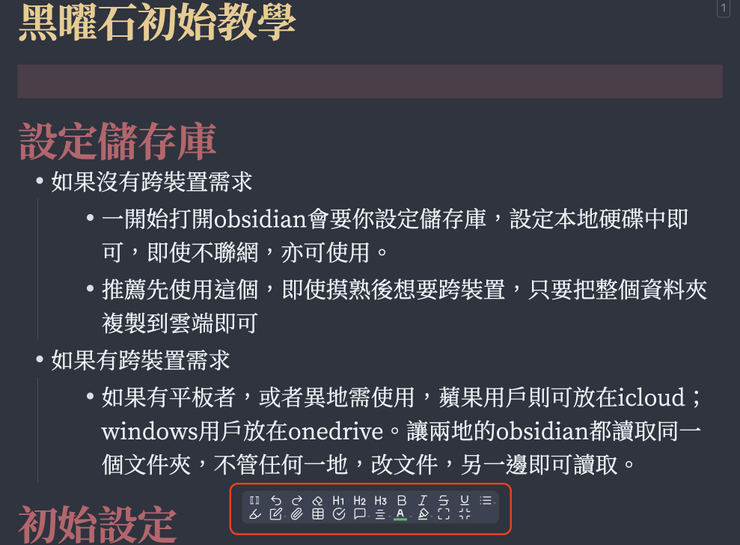 黑曜石初始教學
1
設定儲存庫
• 如果沒有跨裝置需求
• 一開始打開obsidian會要你設定儲存庫，設定本地硬碟中即
可，即使不聯網，亦可使用。
• 推薦先使用這個，即使摸熟後想要跨裝置，只要把整個資料夾
複製到雲端即可
• 如果有跨裝置需求
• 如果有平板者，或者異地需使用，蘋果用戶則可放在icloud；
windows用戶放在onedrive。讓兩地的obsidian都讀取同一
個文件夾，不管任何一地，改文件，另一邊即可讀取。
H1 H2 H3 B I S U
A
初始設定